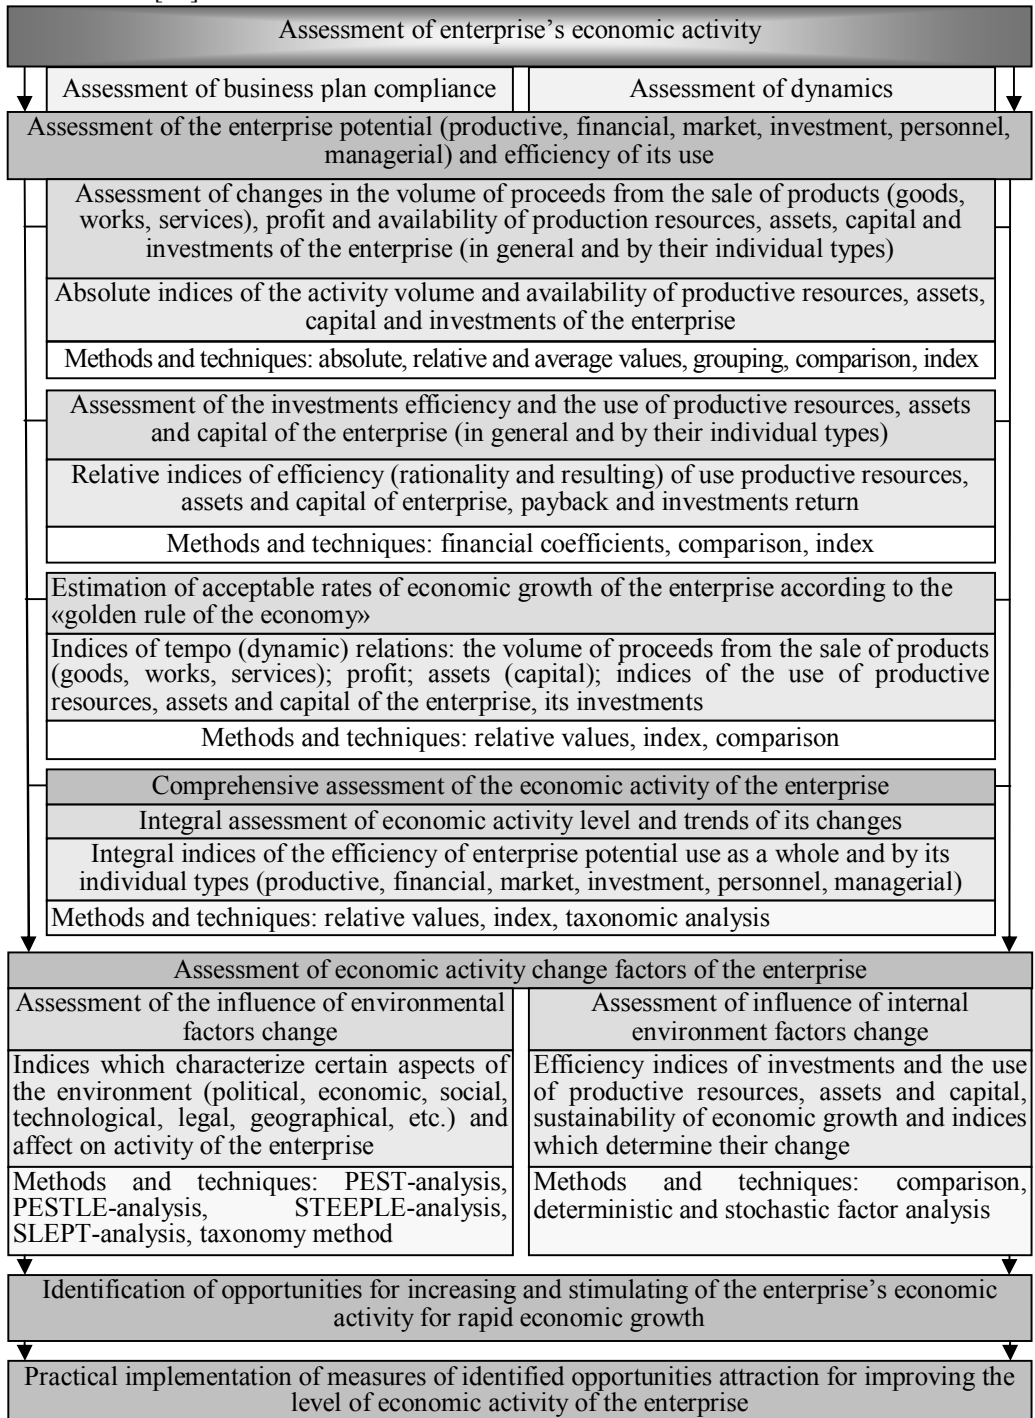 Assessment of enterprise's economic activity
Assessment of business plan compliance
Assessment of dynamics
Assessment of the enterprise potential (productive, financial, market, investment, personnel,
managerial) and efficiency of its use
Assessment of changes in the volume of proceeds from the sale of products (goods,
works, services), profit and availability of production resources, assets, capital and
investments of the enterprise (in general and by their individual types)
Absolute indices of the activity volume and availability of productive resources, assets,
capital and investments of the enterprise
Methods and techniques: absolute, relative and average values, grouping, comparison, index
Assessment of the investments efficiency and the use of productive resources, assets
and capital of the enterprise (in general and by their individual types)
Relative indices of efficiency (rationality and resulting) of use productive resources,
assets and capital of enterprise, payback and investments return
Methods and techniques: financial coefficients, comparison, index
Estimation of acceptable rates of economic growth of the enterprise according to the
«golden rule of the economy»
Indices of tempo (dynamic) relations: the volume of proceeds from the sale of products
(goods, works, services); profit; assets (capital); indices of the use of productive
resources, assets and capital of the enterprise, its investments
Methods and techniques: relative values, index, comparison
Comprehensive assessment of the economic activity of the enterprise
Integral assessment of economic activity level and trends of its changes
Integral indices of the efficiency of enterprise potential use as a whole and by its
individual types (productive, financial, market, investment, personnel, managerial)
Methods and techniques: relative values, index, taxonomic analysis
Assessment of economic activity change factors of the enterprise
Assessment of the influence of environmental
factors change
Indices which characterize certain aspects of
the environment (political, economic, social,
technological, legal, geographical, etc.) and
affect on activity of the enterprise
Methods and techniques: PEST-analysis,
PESTLE-analysis, STEEPLE-analysis,
SLEPT-analysis, taxonomy method
Assessment of influence of internal
environment factors change
Efficiency indices of investments and the use
of productive resources, assets and capital,
sustainability of economic growth and indices
which determine their change
Methods and techniques: comparison,
deterministic and stochastic factor analysis
Identification of opportunities for increasing and stimulating of the enterprise's economic
activity for rapid economic growth
Practical implementation of measures of identified opportunities attraction for improving the
level of economic activity of the enterprise